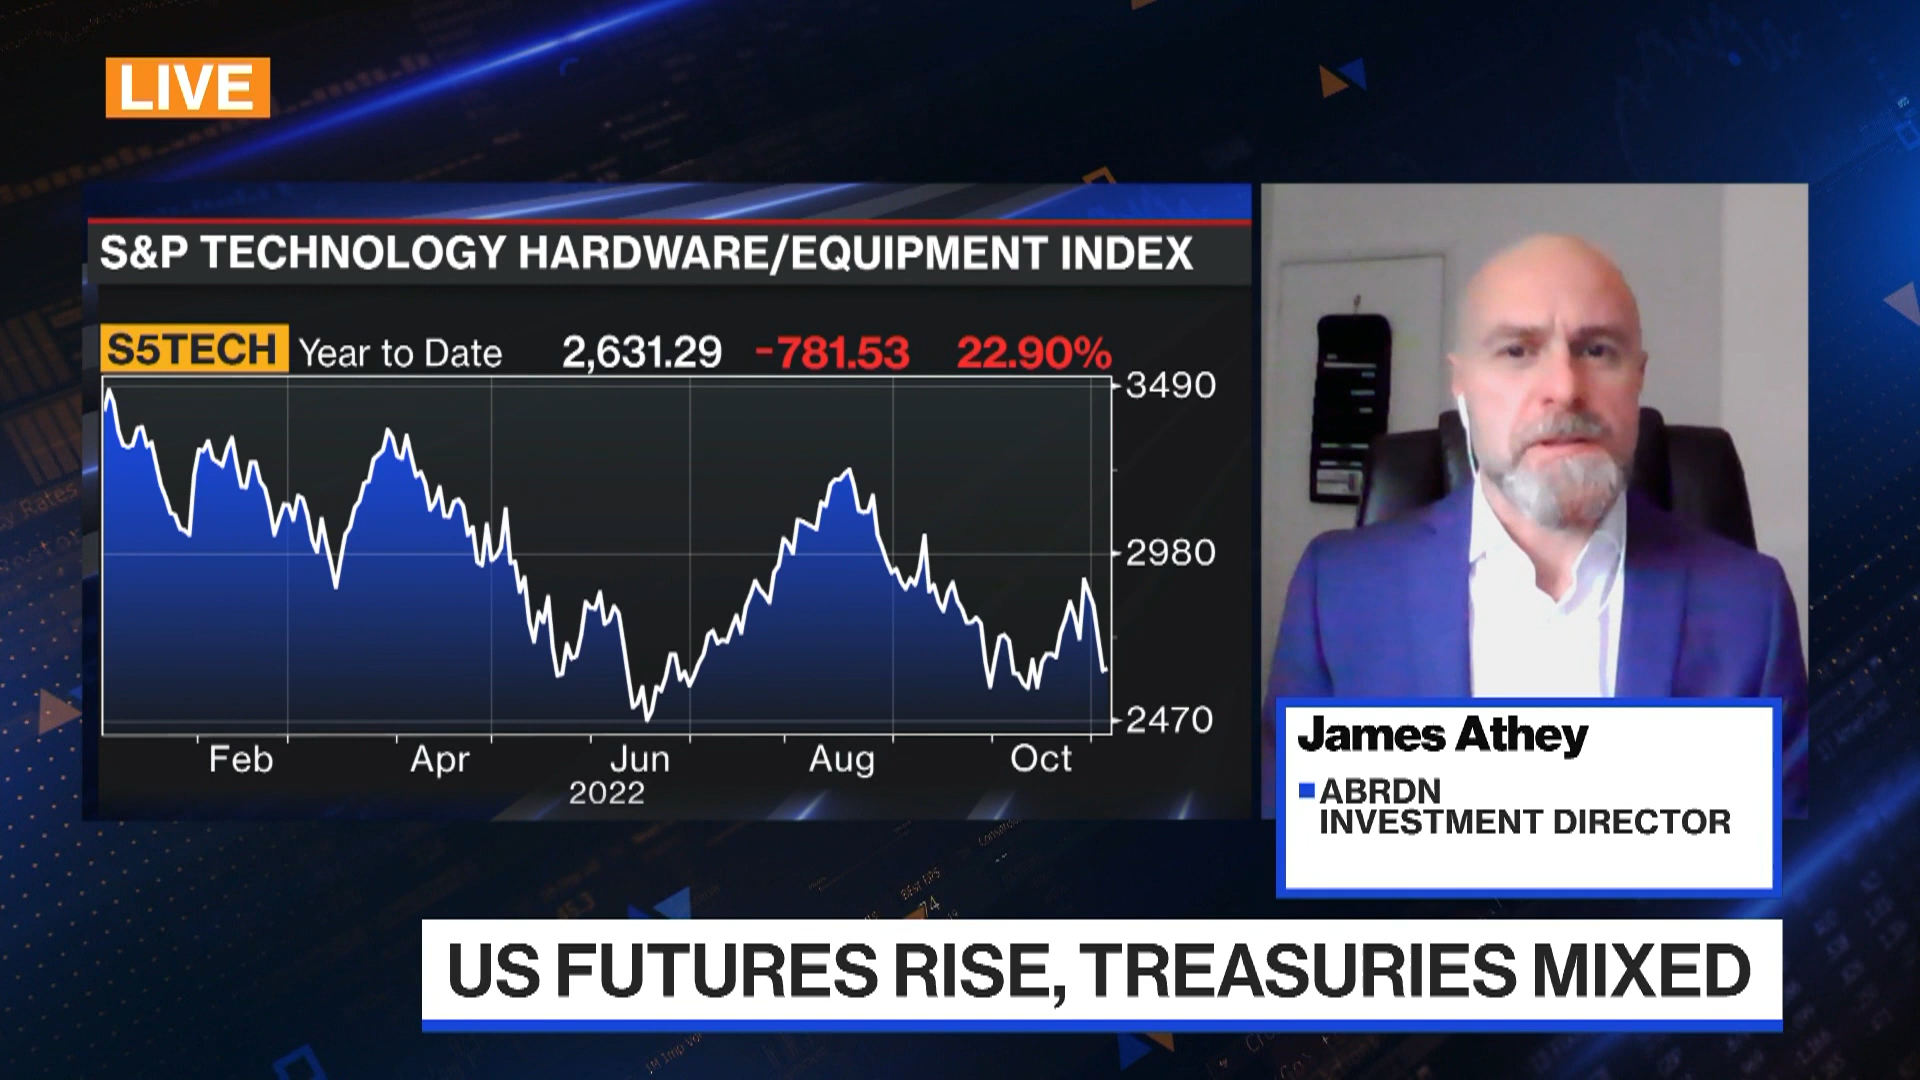 LIVE
S&P TECHNOLOGY HARDWARE/EQUIPMENT INDEX
S5TECH Year to Date 2,631.29 -781.53 22.90%
3490
2980
2470
Feb Apr Jun Aug Oct
2022
James Athey
ABRDN
INVESTMENT DIRECTOR
US FUTURES RISE, TREASURIES MIXED